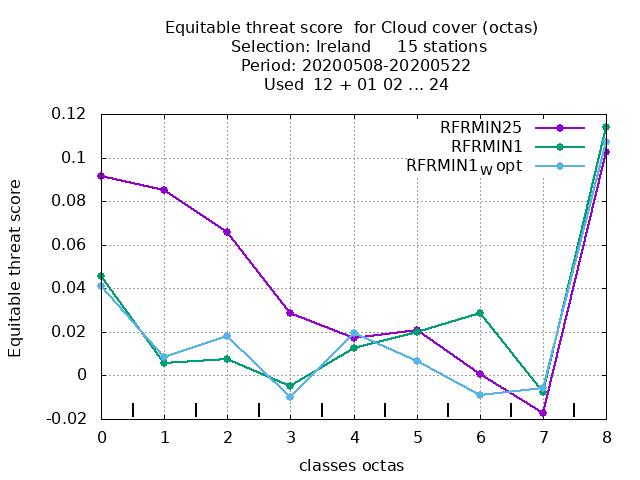 Equitable threat score  for Cloud cover (octas)
Selection: Ireland     15 stations
Period: 20200508-20200522
Used  12 + 01 02 ... 24
RFRMIN25
RFRMIN1
RFRMIN1W opt
Equitable threat score
0.12
0.1
0.08
0.06
0.04
0.02
0
-0.02
0 1 2 3 4 5 6 7 8
classes octas